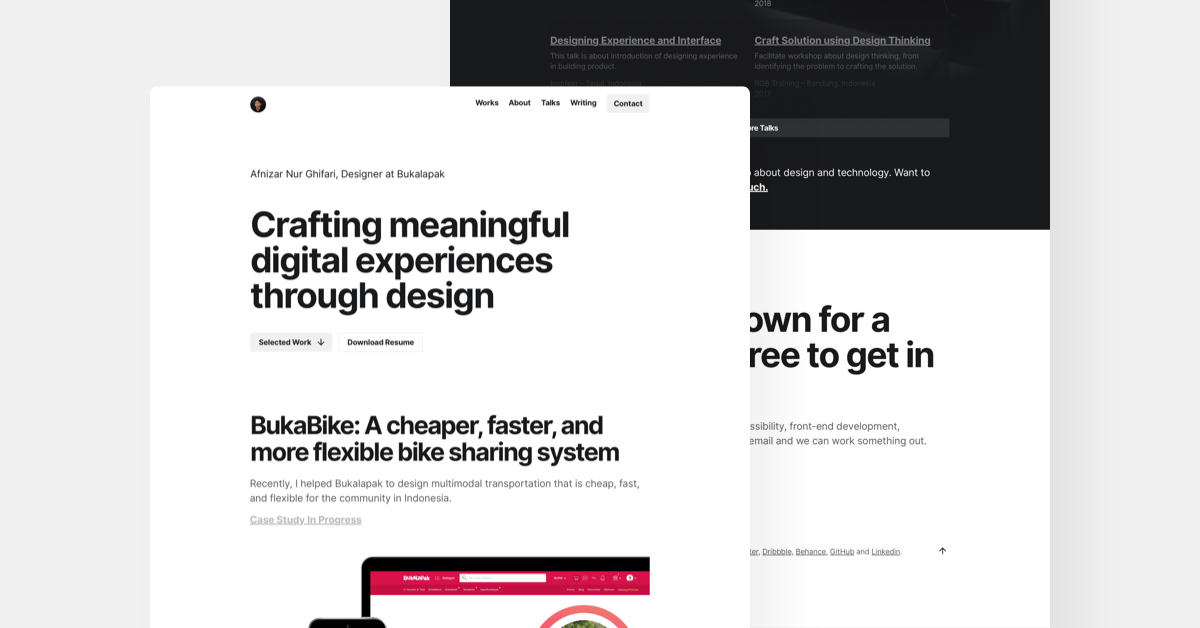 2018
Designing Experience and Interface
Craft Solution using Design Thinking
This talk is about introduction of designing experience
in building product.
Facilitate workshop about design thinking, from
identifying the problem to crafting the solution.
RDB Training – Bandung, Indonesia
2017
Talks
about design and technology. Want to
Works About Talks Writing Contact
Afnizar Nur Ghifari, Designer at Bukalapak
Crafting meaningful
digital experiences
through design
Selected Work ↓ Download Resume
own for a
ree to get in
BukaBike: A cheaper, faster, and
more flexible bike sharing system
ssibility, front-end development,
email and we can work something out.
Recently, I helped Bukalapak to design multimodal transportation that is cheap, fast,
and flexible for the community in Indonesia.
Case Study In Progress
ter, Dribbble, Behance, GitHub and Linkedin. ↑
BukaLapak